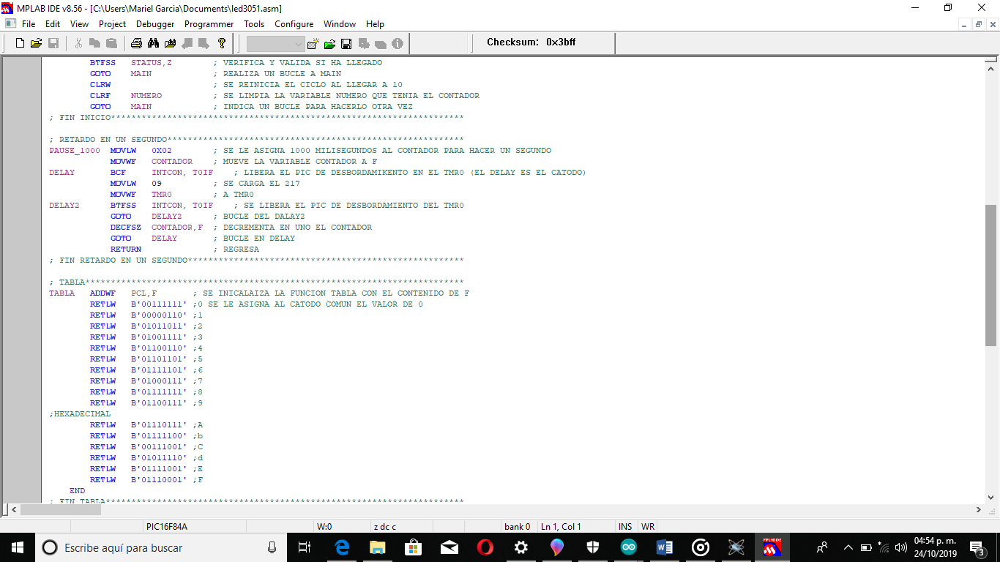 MPLAB IDE v8.56 - [C:\Users\Mariel Garcia\Documents\led3051.asm]
File Edit View Project Debugger Programmer Tools Configure Window Help
Checksum: 0x3bff
BTFSS STATUS,Z ; VERIFICA Y VALIDA SI HA LLEGADO
GOTO MAIN ; REALIZA UN BUCLE A MAIN
CLRW ; SE REINICIA EL CICLO AL LLEGAR A 10
CLRF NUMERO ; SE LIMPIA LA VARIABLE NUMERO QUE TENIA EL CONTADOR
GOTO MAIN ; INDICA UN BUCLE PARA HACERLO OTRA VEZ
; FIN INICIO*********************************************************************
; RETARDO EN UN SEGUNDO**********************************************************
PAUSE_1000 MOVLW 0X02 ; SE LE ASIGNA 1000 MILISEGUNDOS AL CONTADOR PARA HACER UN SEGUNDO
MOVWF CONTADOR ; MUEVE LA VARIABLE CONTADOR A F
DELAY BCF INTCON, T0IF ; LIBERA EL PIC DE DESBORDAMIKENTO EN EL TMR0 (EL DELAY ES EL CATODO)
MOVLW 09 ; SE CARGA EL 217
MOVWF TMR0 ; A TMR0
DELAY2 BTFSS INTCON, T0IF ; SE LIBERA EL PIC DE DESBORDAMIENTO DEL TMR0
GOTO DELAY2 ; BUCLE DEL DALAY2
DECFSZ CONTADOR,F ; DECREMENTA EN UNO EL CONTADOR
GOTO DELAY ; BUCLE EN DELAY
RETURN ; REGRESA
; FIN RETARDO EN UN SEGUNDO******************************************************
; TABLA**************************************************************************
TABLA ADDWF PCL,F ; SE INICALAIZA LA FUNCION TABLA CON EL CONTENIDO DE F
RETLW B'00111111' ;0 SE LE ASIGNA AL CATODO COMUN EL VALOR DE 0
RETLW B'00000110' ;1
RETLW B'01011011' ;2
RETLW B'01001111' ;3
RETLW B'01100110' ;4
RETLW B'01101101' ;5
RETLW B'01111101' ;6
RETLW B'01000111' ;7
RETLW B'01111111' ;8
RETLW B'01100111' ;9
;HEXADECIMAL
RETLW B'01110111' ;A
RETLW B'01111100' ;b
RETLW B'00111001' ;C
RETLW B'01011110' ;d
RETLW B'01111001' ;E
RETLW B'01110001' ;F
END
; FIN TABLA**********************************************************************
PIC16F84A W:0 z dc c bank 0 Ln 1, Col 1 INS WR
Escribe aquí para buscar
04:54 p. m.
24/10/2019
3